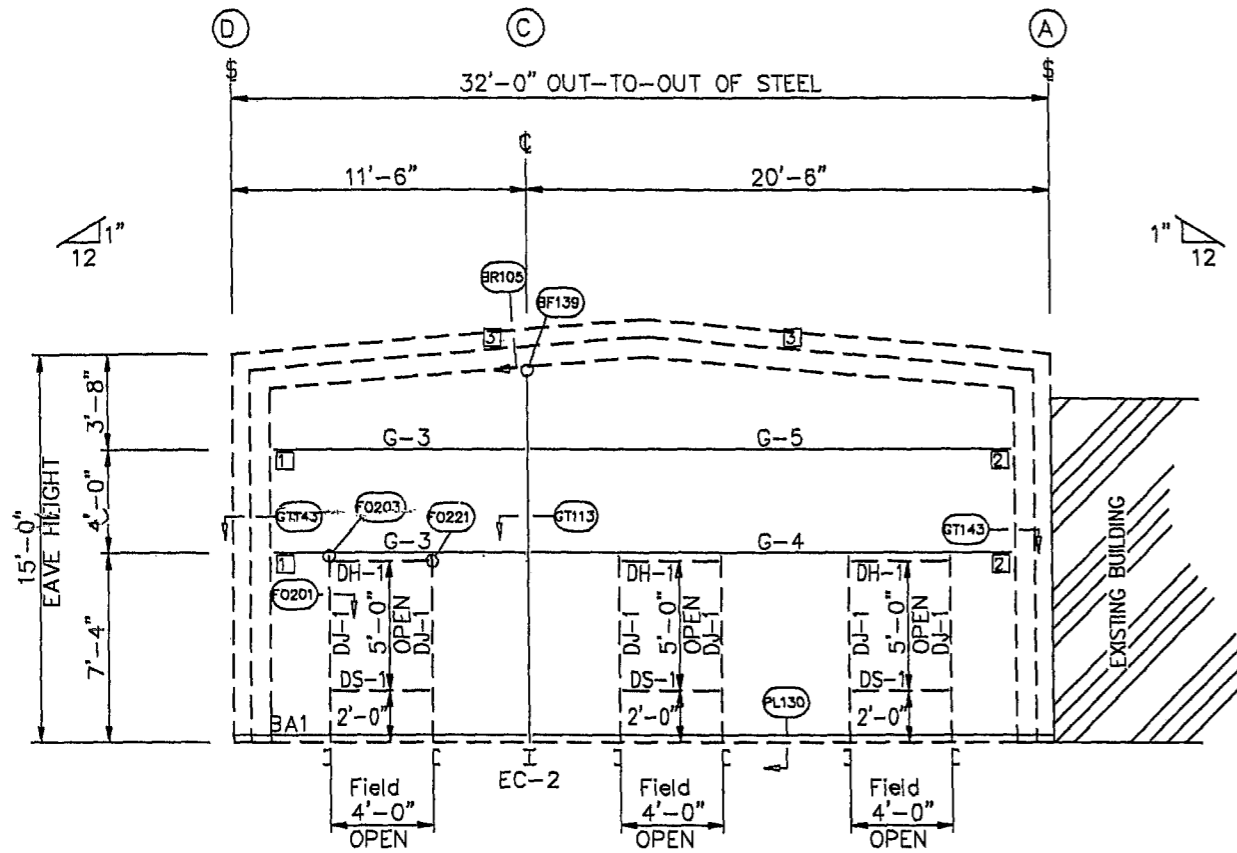 D
C
A
32'-0" OUT-TO-OUT OF STEEL
11'-6"
20'-6"
1"
12
1"
12
BR105
BF139
3
3
3'-8"
G-3
G-5
1
2
15'-0"
EAVE HEIGHT
4'-0"
GT143
FO203
FO221
GT113
GT143
G-3
G-4
1
2
EXISTING BUILDING
FO201
7'-4"
DH-1
DJ-1
5'-0"
OPEN
DJ-1
DS-1
2'-0"
DH-1
DJ-1
5'-0"
OPEN
DJ-1
DS-1
2'-0"
DH-1
DJ-1
5'-0"
OPEN
DJ-1
DS-1
2'-0"
PL130
BA1
EC-2
Field
4'-0"
OPEN
Field
4'-0"
OPEN
Field
4'-0"
OPEN